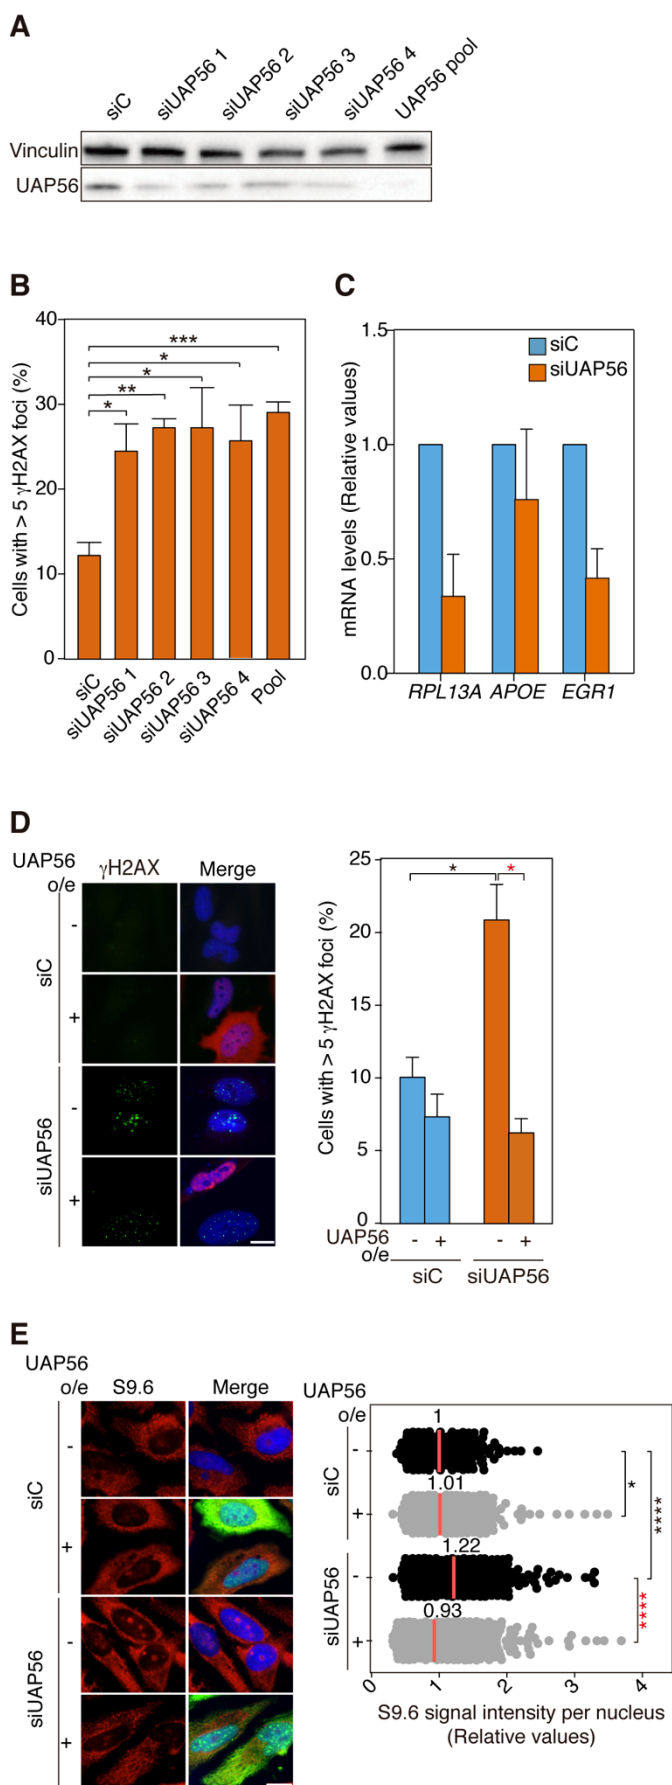 A
siC
siUAP56 1
siUAP56 2
siUAP56 3
siUAP56 4
UAP56 pool
Vinculin
UAP56
B
Cells with > 5 γH2AX foci (%)
40
30
20
10
0
***
*
*
**
*
siC
siUAP56 1
siUAP56 2
siUAP56 3
siUAP56 4
Pool
C
mRNA levels (Relative values)
1.5
1.0
0.5
0.0
siC
siUAP56
RPL13A APOE EGR1
D
UAP56
o/e
γH2AX Merge
siC
-
+
siUAP56
-
+
Cells with > 5 γH2AX foci (%)
25
20
15
10
5
0
* *
UAP56
o/e
- + - +
siC siUAP56
E
UAP56
o/e S9.6 Merge
siC
-
+
siUAP56
-
+
UAP56
o/e
siC
-
+
siUAP56
-
+
1
1.01
1.22
0.93
*
****
****
0 1 2 3 4
S9.6 signal intensity per nucleus
(Relative values)